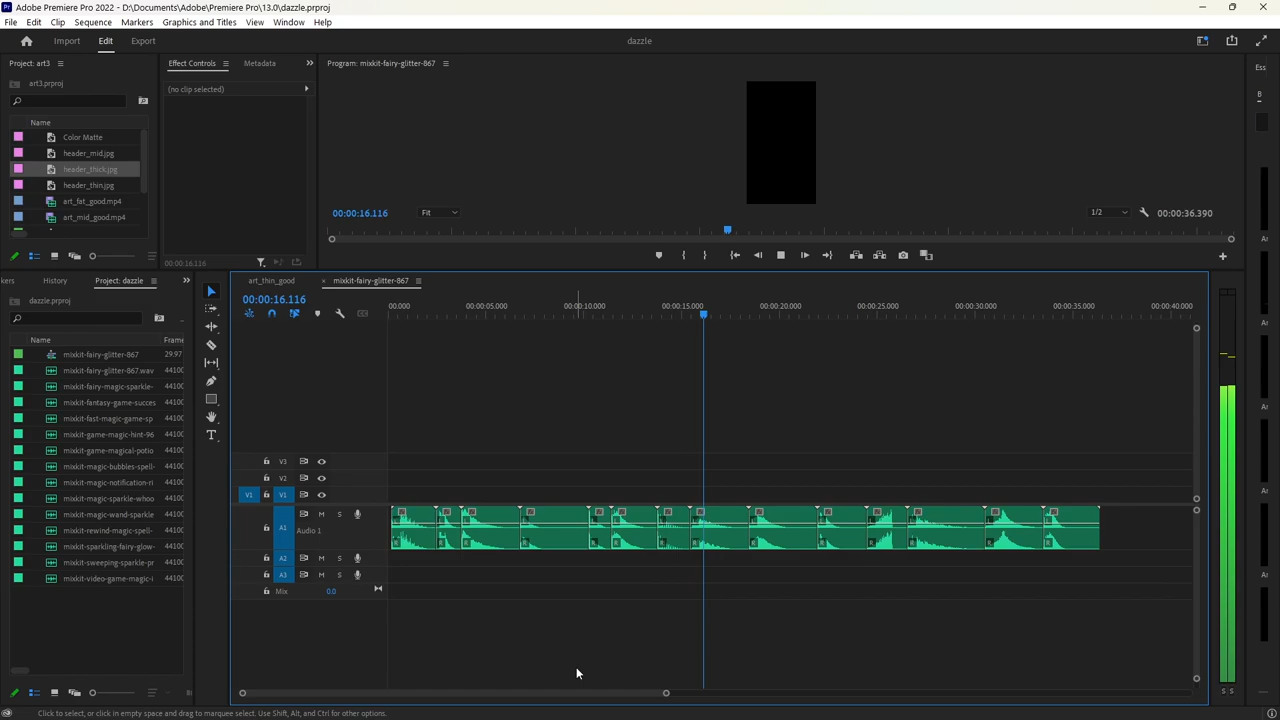 Adobe Premiere Pro 2022 - D:\Documents\Adobe\Premiere Pro\13.0\dazzle.prproj
File Edit Clip Sequence Markers Graphics and Titles View Window Help
Import Edit Export dazzle
Project: art3
Effect Controls
Metadata
Program: mixkit-fairy-glitter-867
Ess
art3.prproj
(no clip selected)
B
Name
Color Matte
header_mid.jpg
header_thick.jpg
header_thin.jpg
art_fat_good.mp4
art_mid_good.mp4
00:00:16.116
00:00:16.116 Fit 1/2 00:00:36.390
Ar
Ar
Ar
Ar
Ar
Ar
kers History Project: dazzle
art_thin_good
mixkit-fairy-glitter-867
dazzle.prproj
00:00:16.116
00:000 00:00:05.000 00:00:10.000 00:00:15.000 00:00:20.000 00:00:25.000 00:00:30.000 00:00:35.000 00:00:40.000
Name Frame
mixkit-fairy-glitter-867 29.97
mixkit-fairy-glitter-867.wav 44100
mixkit-fairy-magic-sparkle- 44100
mixkit-fantasy-game-succes 44100
mixkit-fast-magic-game-sp 44100
mixkit-game-magic-hint-96 44100
mixkit-game-magical-potio 44100
mixkit-magic-bubbles-spell- 44100
mixkit-magic-notification-ri 44100
mixkit-magic-sparkle-whoo 44100
mixkit-magic-wand-sparkle 44100
mixkit-rewind-magic-spell- 44100
mixkit-sparkling-fairy-glow- 44100
mixkit-sweeping-sparkle-pr 44100
mixkit-video-game-magic-i 44100
V3
V2
V1 V1
A1 M S
Audio 1
A2 M S
A3 M S
Mix 0.0
S S
Click to select, or click in empty space and drag to marquee select. Use Shift, Alt, and Ctrl for other options.